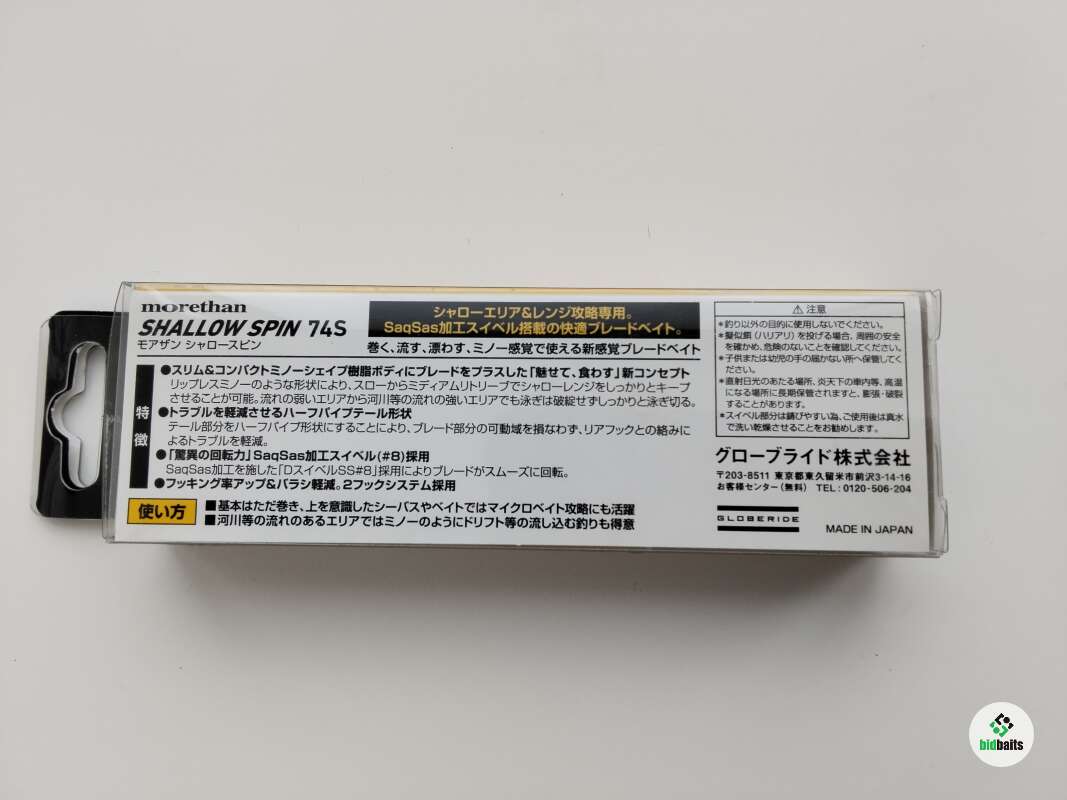 morethan
SHALLOW SPIN 74S
モアザン シャロースピン
シャローエリア&レンジ攻略専用。
SaqSas加工スイベル搭載の快適ブレードベイト。
巻く、流す、漂わす、ミノー感覚で使える新感覚ブレードベイト
特徴
●スリム&コンパクトミノーシェイプ樹脂ボディにブレードをプラスした「魅せて、食わす」新コンセプト
リップレスミノーのような形状により、スローからミディアムリトリーブでシャローレンジをしっかりとキープ
させることが可能。流れの弱いエリアから河川等の流れの強いエリアでも泳ぎは破綻せずしっかりと泳ぎ切る。
●トラブルを軽減させるハーフパイプテール形状
テール部分をハーフパイプ形状にすることにより、ブレード部分の可動域を損なわず、リアフックとの絡みに
よるトラブルを軽減。
●「驚異の回転力」SaqSas加工スイベル(#8)採用
SaqSas加工を施した「DスイベルSS#8」採用によりブレードがスムーズに回転。
●フッキング率アップ&バラシ軽減。2フックシステム採用
使い方
■基本はただ巻き、上を意識したシーバスやベイトではマイクロベイト攻略にも活躍
■河川等の流れのあるエリアではミノーのようにドリフト等の流し込む釣りも得意
⚠注意
*釣り以外の目的に使用しないでください。
*擬似餌(ハリアリ)を投げる場合、周囲の安全
を確かめ、危険のないことを確認してください。
*子供または幼児の手の届かない所へ保管してく
ださい。
*直射日光のあたる場所、炎天下の車内等、高温
になる場所に長期保管されますと、膨張・破裂
することがあります。
*スイベル部分は錆びやすい為、ご使用後は真水
で洗い乾燥させることをお勧めします。
グローブライド株式会社
〒203-8511 東京都東久留米市前沢3-14-16
お客様センター(無料) TEL:0120-506-204
GLOBERIDE
MADE IN JAPAN
bidbaits